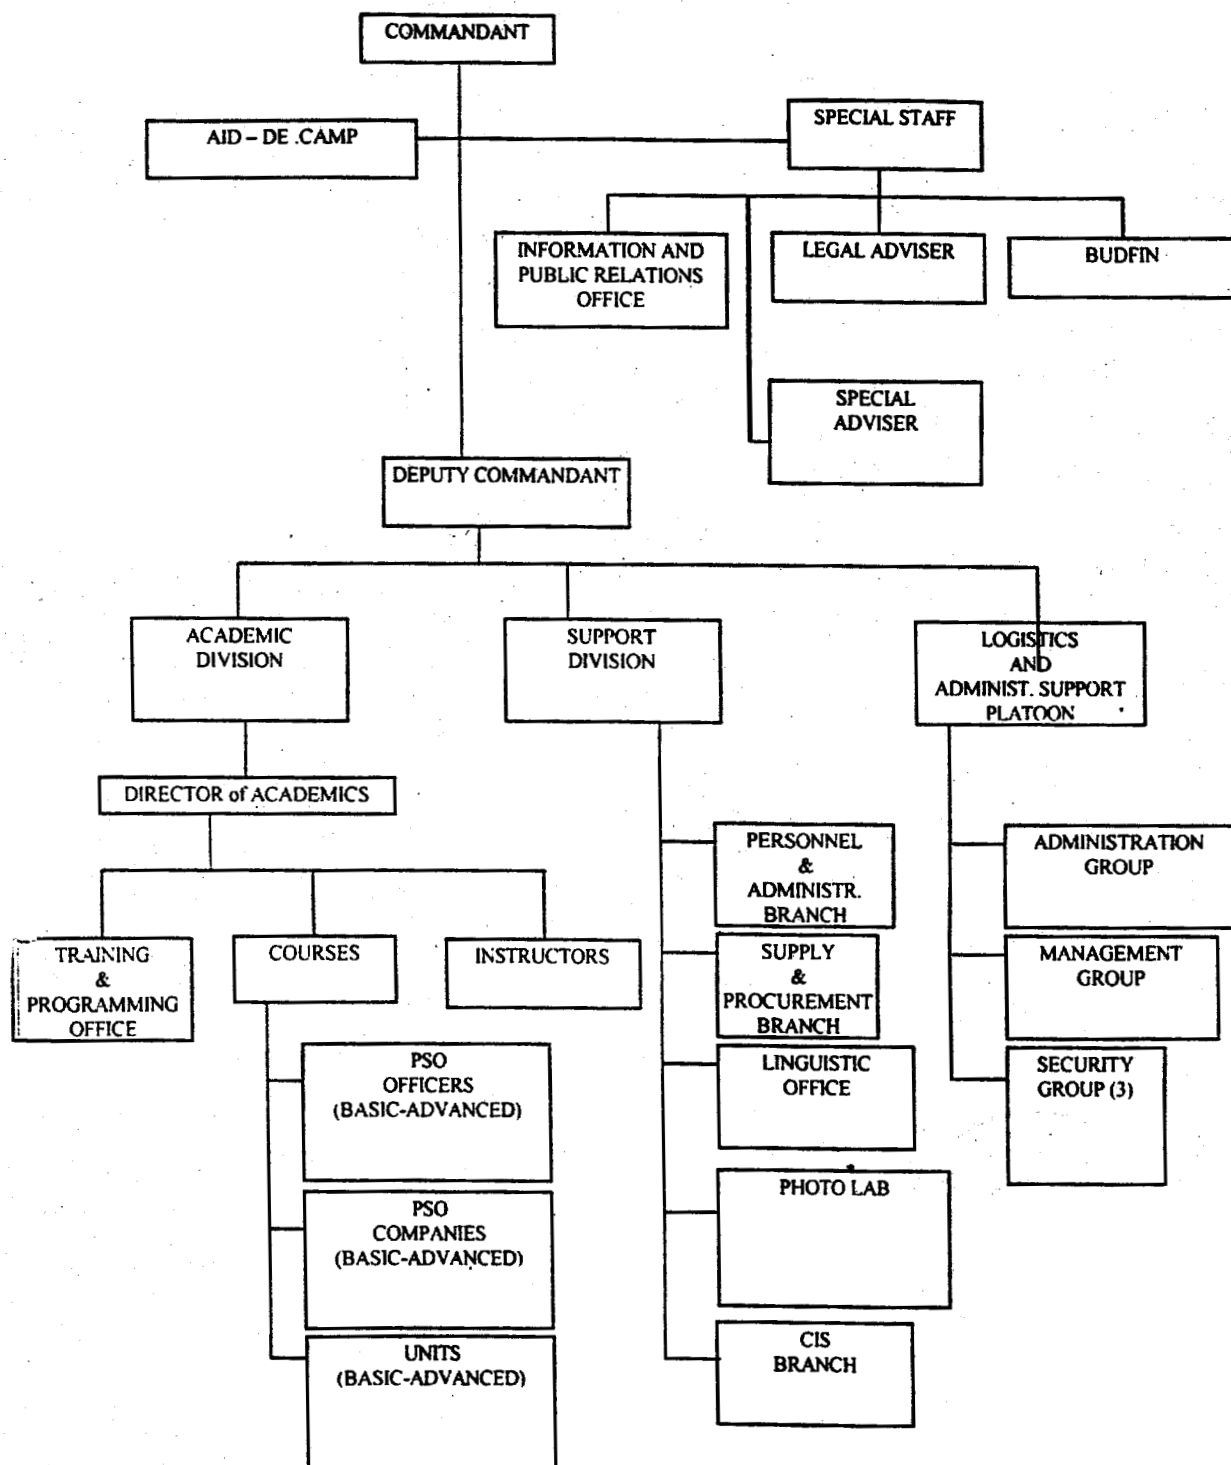 COMMANDANT
AID – DE .CAMP
SPECIAL STAFF
INFORMATION AND
PUBLIC RELATIONS
OFFICE
LEGAL ADVISER
BUDFIN
SPECIAL
ADVISER
DEPUTY COMMANDANT
ACADEMIC
DIVISION
SUPPORT
DIVISION
LOGISTICS
AND
ADMINIST. SUPPORT
PLATOON
DIRECTOR of ACADEMICS
TRAINING
&
PROGRAMMING
OFFICE
COURSES
INSTRUCTORS
PSO
OFFICERS
(BASIC-ADVANCED)
PSO
COMPANIES
(BASIC-ADVANCED)
UNITS
(BASIC-ADVANCED)
PERSONNEL
&
ADMINISTR.
BRANCH
SUPPLY
&
PROCUREMENT
BRANCH
LINGUISTIC
OFFICE
PHOTO LAB
CIS
BRANCH
ADMINISTRATION
GROUP
MANAGEMENT
GROUP
SECURITY
GROUP (3)